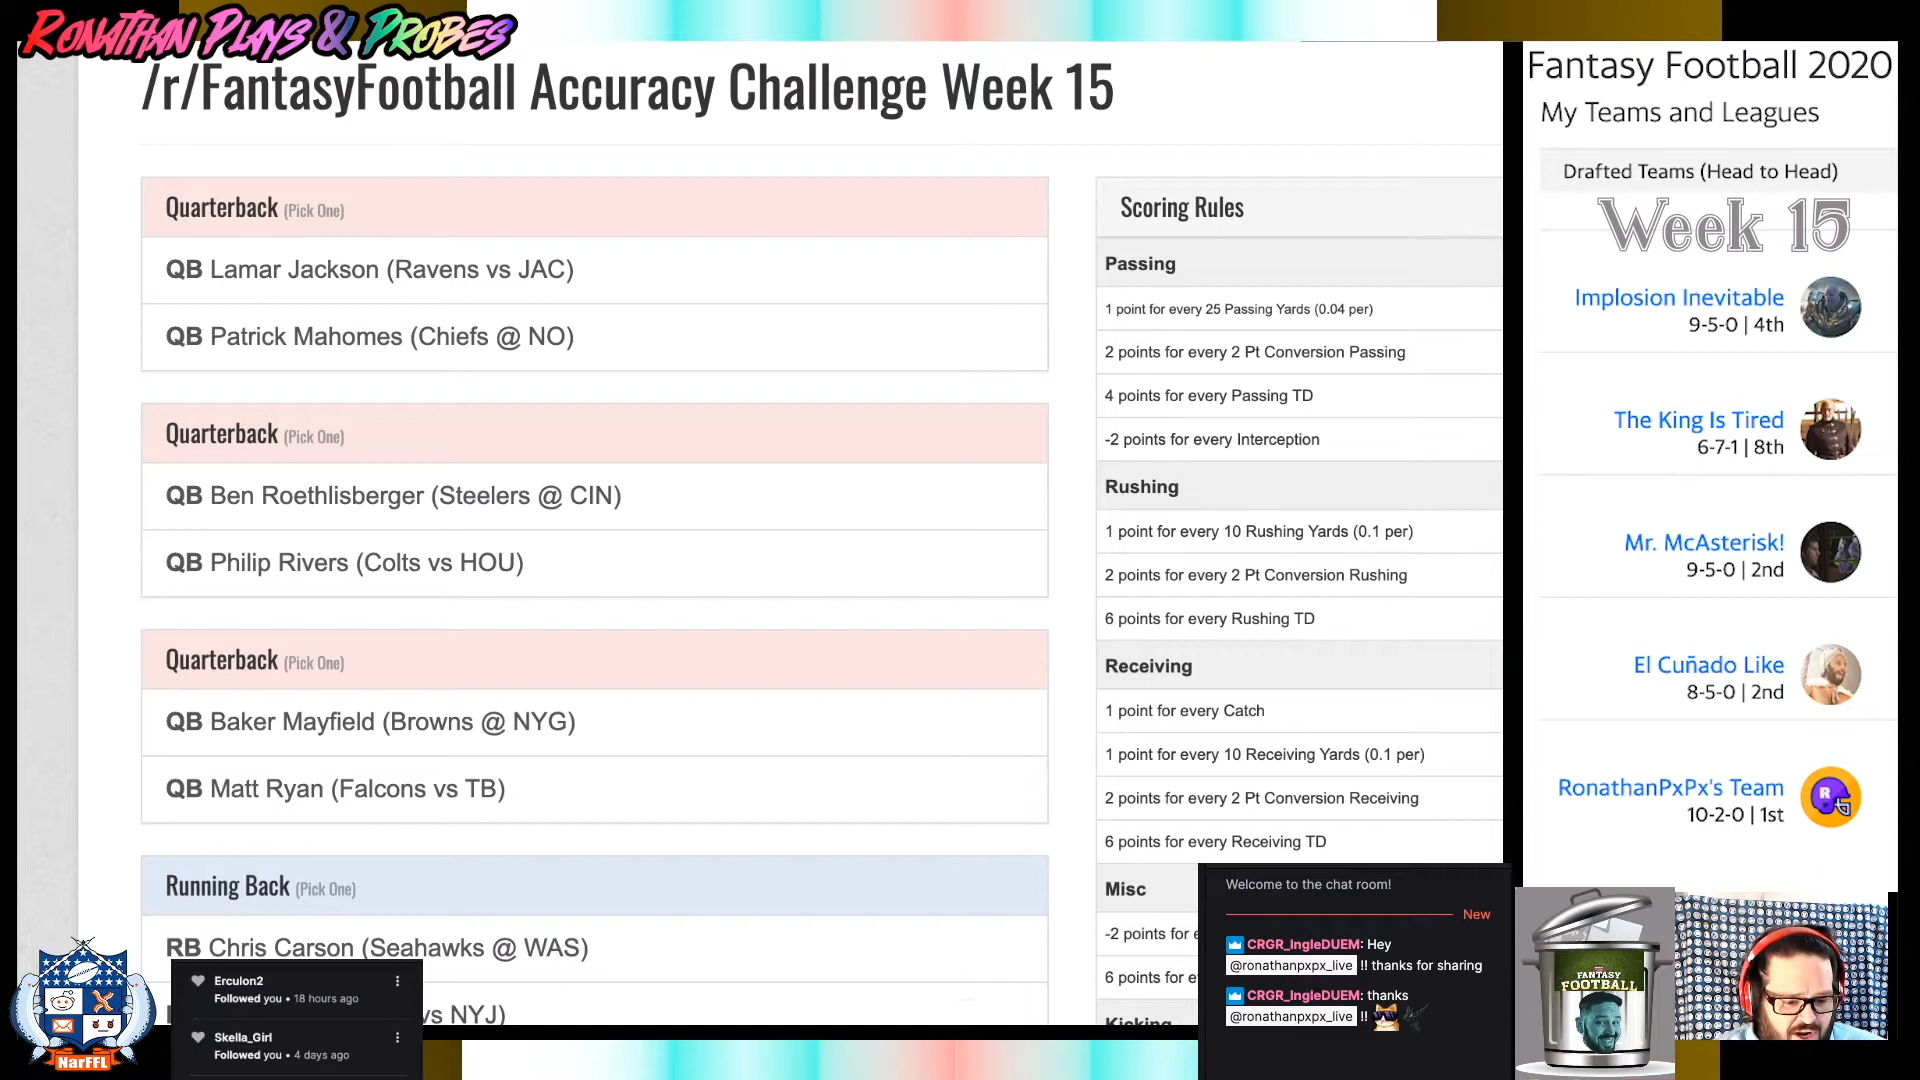 RONATHAN PLAYS & PROBES
/r/FantasyFootball Accuracy Challenge Week 15
Quarterback (Pick One)
QB Lamar Jackson (Ravens vs JAC)
QB Patrick Mahomes (Chiefs @ NO)
Quarterback (Pick One)
QB Ben Roethlisberger (Steelers @ CIN)
QB Philip Rivers (Colts vs HOU)
Quarterback (Pick One)
QB Baker Mayfield (Browns @ NYG)
QB Matt Ryan (Falcons vs TB)
Running Back (Pick One)
RB Chris Carson (Seahawks @ WAS)
vs NYJ)
Scoring Rules
Passing
1 point for every 25 Passing Yards (0.04 per)
2 points for every 2 Pt Conversion Passing
4 points for every Passing TD
-2 points for every Interception
Rushing
1 point for every 10 Rushing Yards (0.1 per)
2 points for every 2 Pt Conversion Rushing
6 points for every Rushing TD
Receiving
1 point for every Catch
1 point for every 10 Receiving Yards (0.1 per)
2 points for every 2 Pt Conversion Receiving
6 points for every Receiving TD
Misc
-2 points for e
6 points for e
Kicking
Fantasy Football 2020
My Teams and Leagues
Drafted Teams (Head to Head)
Week 15
Implosion Inevitable
9-5-0 | 4th
The King Is Tired
6-7-1 | 8th
Mr. McAsterisk!
9-5-0 | 2nd
El Cuñado Like
8-5-0 | 2nd
RonathanPxPx's Team
10-2-0 | 1st
R
NarFFL
Erculon2
Followed you • 18 hours ago
Skella_Girl
Followed you • 4 days ago
Welcome to the chat room!
New
CRGR_IngleDUEM: Hey
@ronathanpxpx_live !! thanks for sharing
CRGR_IngleDUEM: thanks
@ronathanpxpx_live !!
FANTASY
FOOTBALL